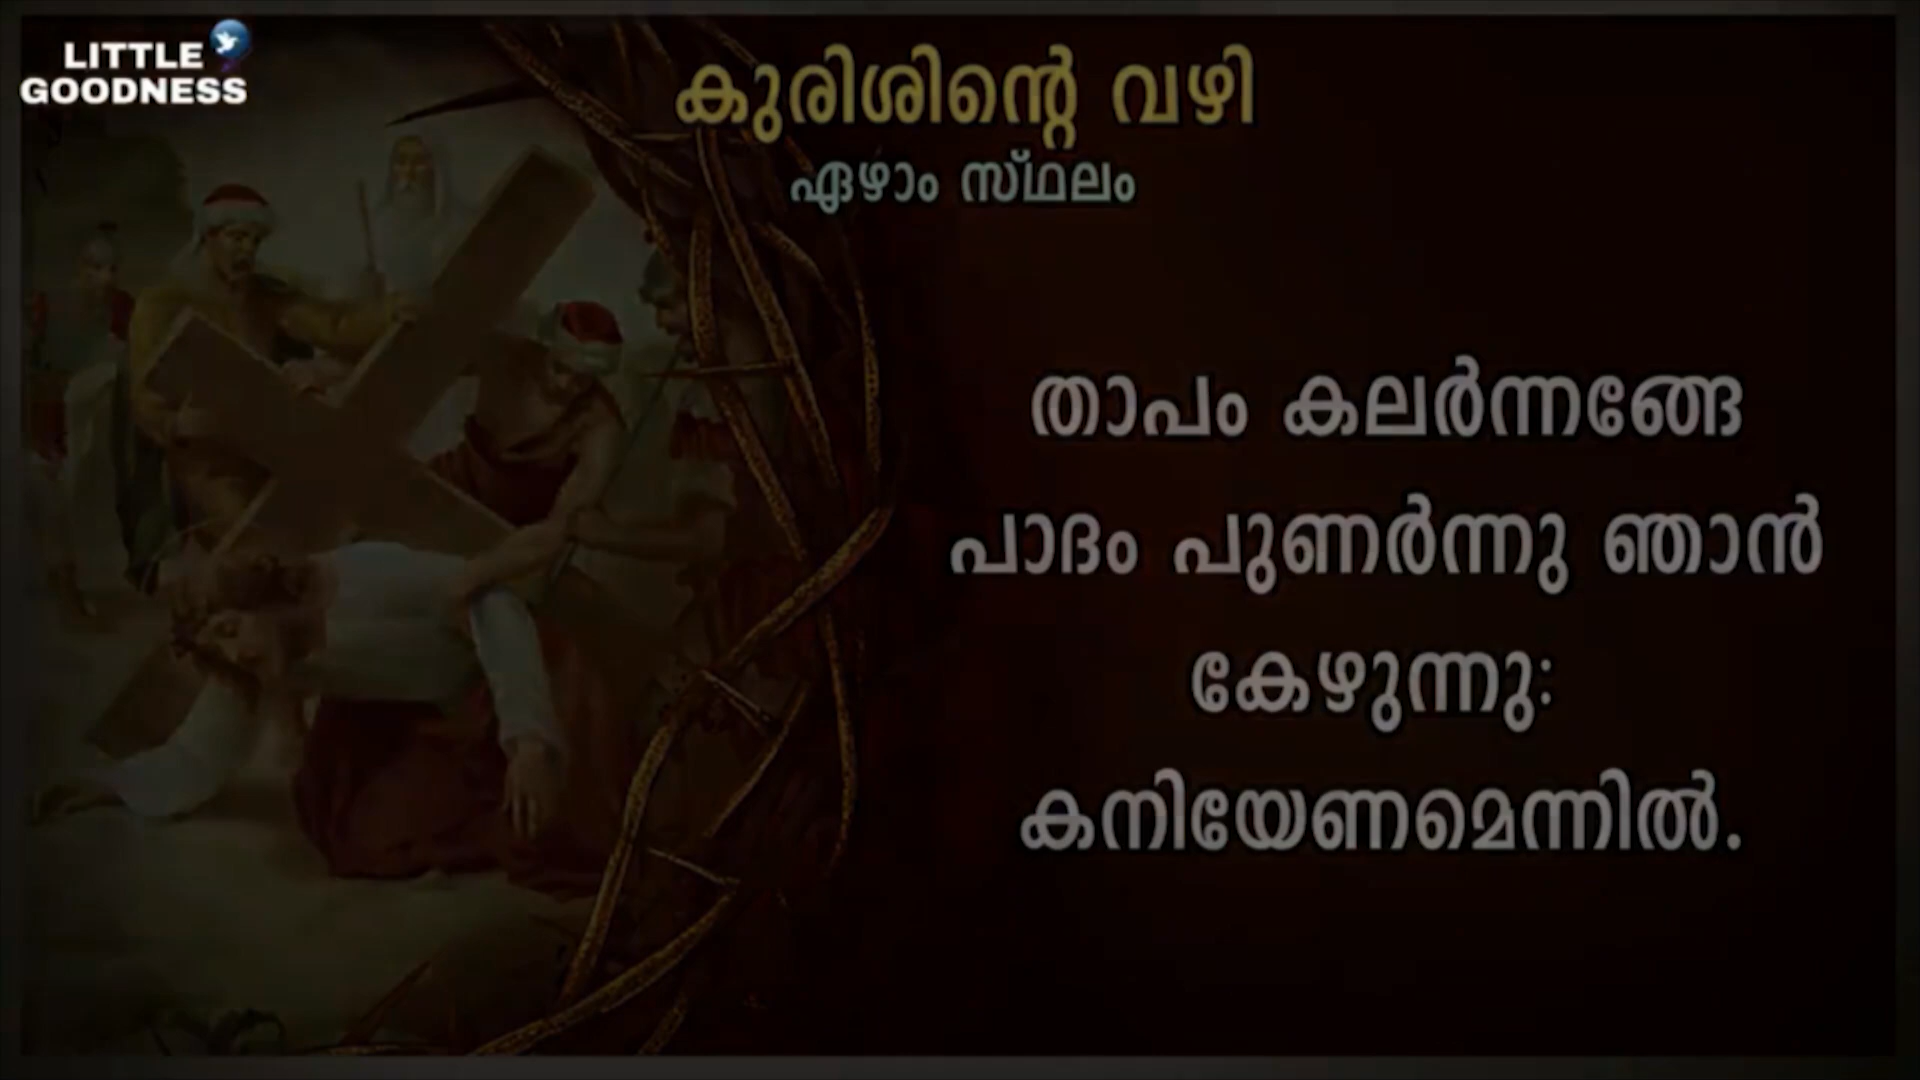 LITTLE
GOODNESS
കുരിശിന്റെ വഴി
ഏഴാം സ്ഥലം
താപം കലർന്നങ്ങേ
പാദം പുണർന്നു ഞാൻ
കേഴുന്നു:
കനിയേണമെന്നിൽ.